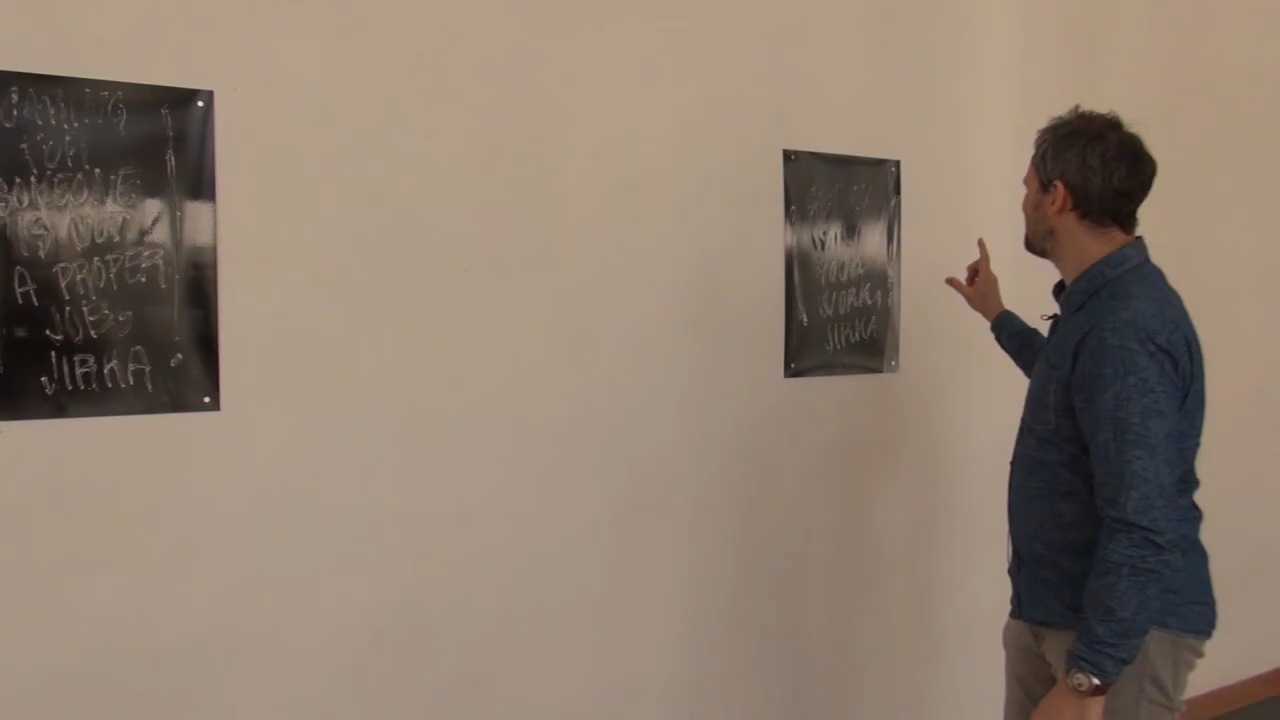 CARING
FOR
SOMEONE
IS NOT
A PROPER
JOB,
JIRKA
YOUR
WORK,
JIRKA